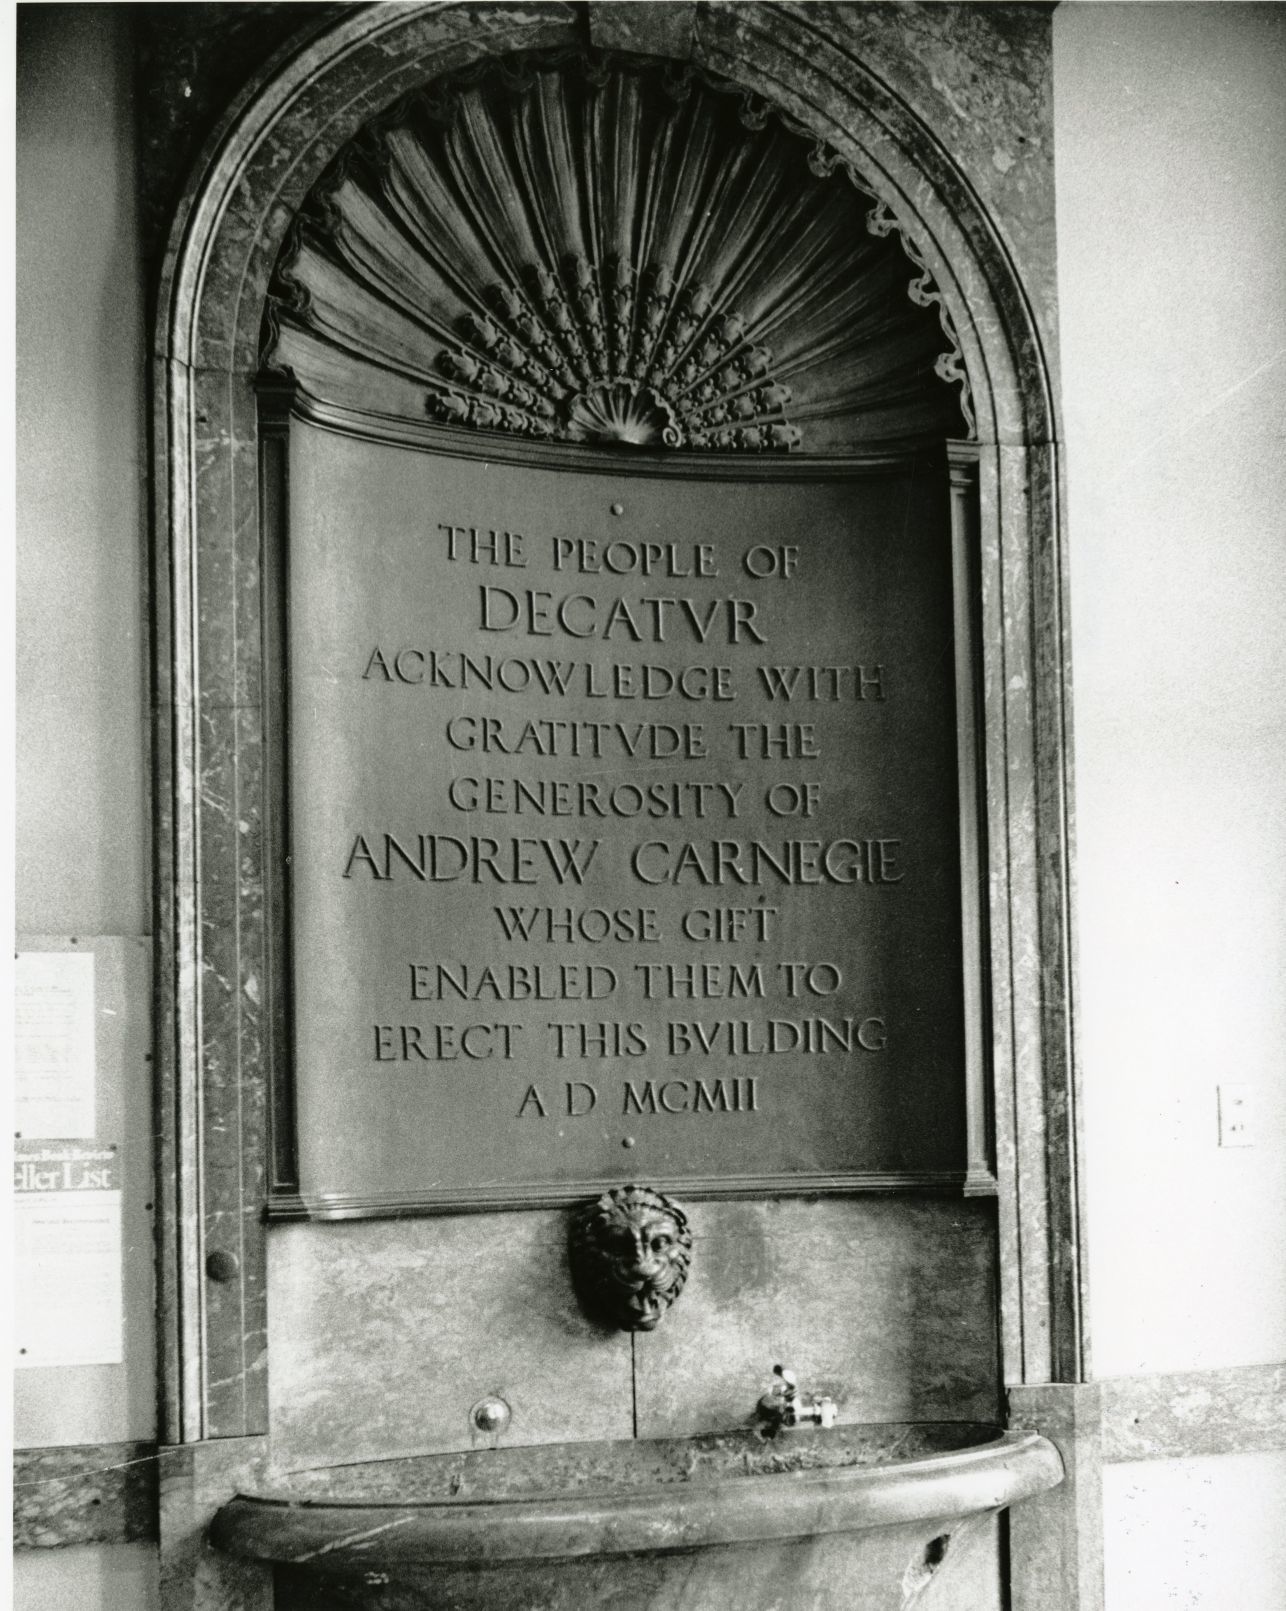 THE PEOPLE OF
DECATVR
ACKNOWLEDGE WITH
GRATITVDE THE
GENEROSITY OF
ANDREW CARNEGIE
WHOSE GIFT
ENABLED THEM TO
ERECT THIS BVILDING
A D MCMII
List